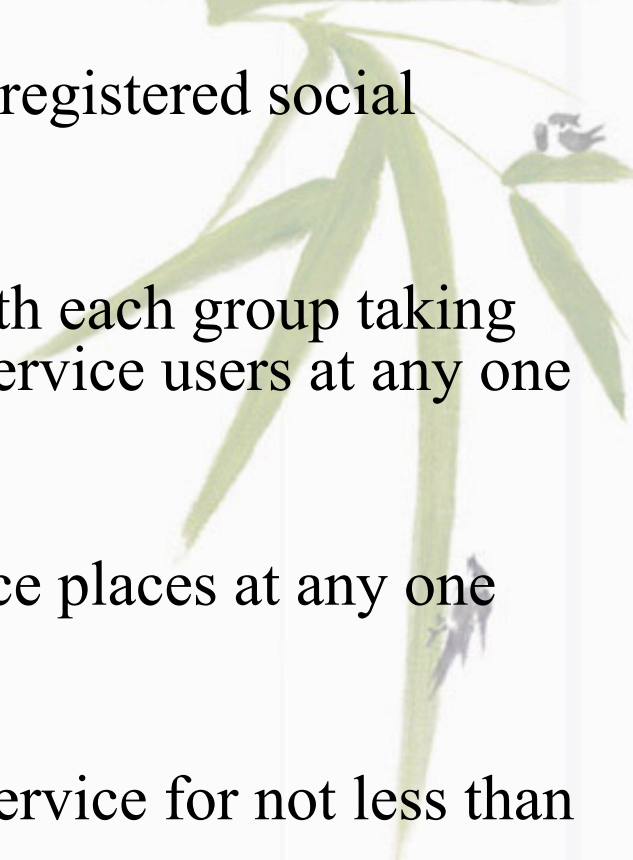 registered social
th each group taking
ervice users at any one
ce places at any one
ervice for not less than